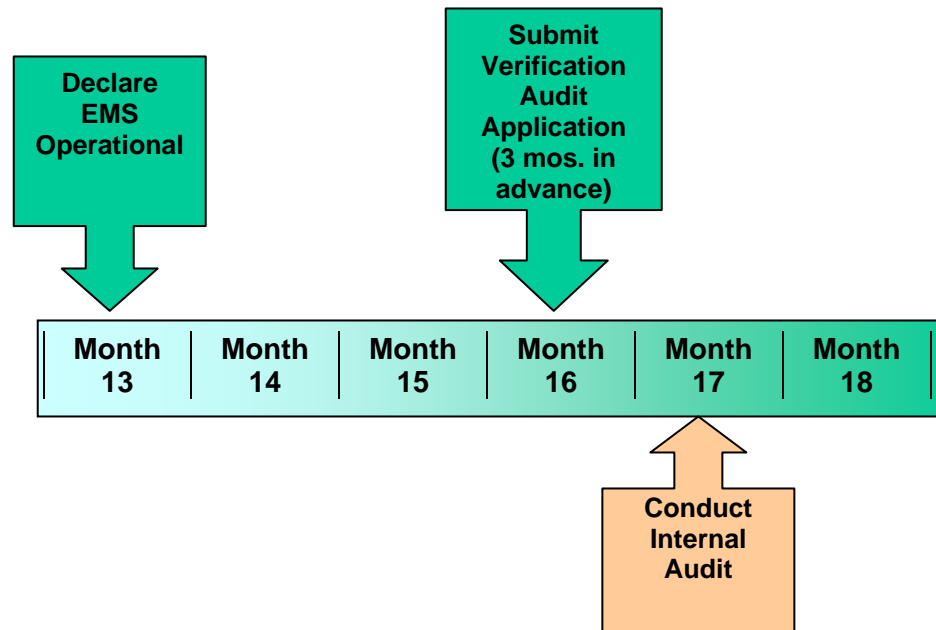 Declare
EMS
Operational
Submit
Verification
Audit
Application
(3 mos. in
advance)
Month
13
Month
14
Month
15
Month
16
Month
17
Month
18
Conduct
Internal
Audit